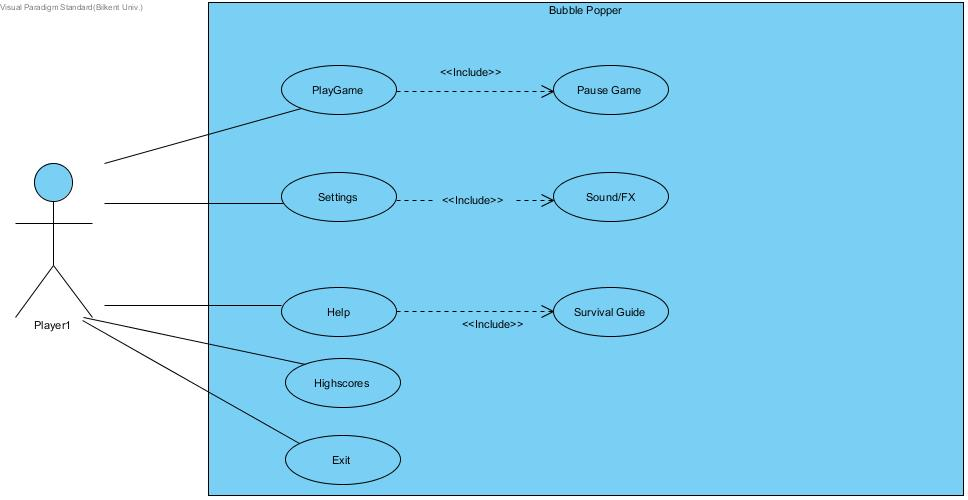 Visual Paradigm Standard(Bilkent Univ.)
Bubble Popper
<<Include>>
PlayGame
Pause Game
Settings
<<Include>>
Sound/FX
Help
Survival Guide
<<Include>>
Player1
Highscores
Exit